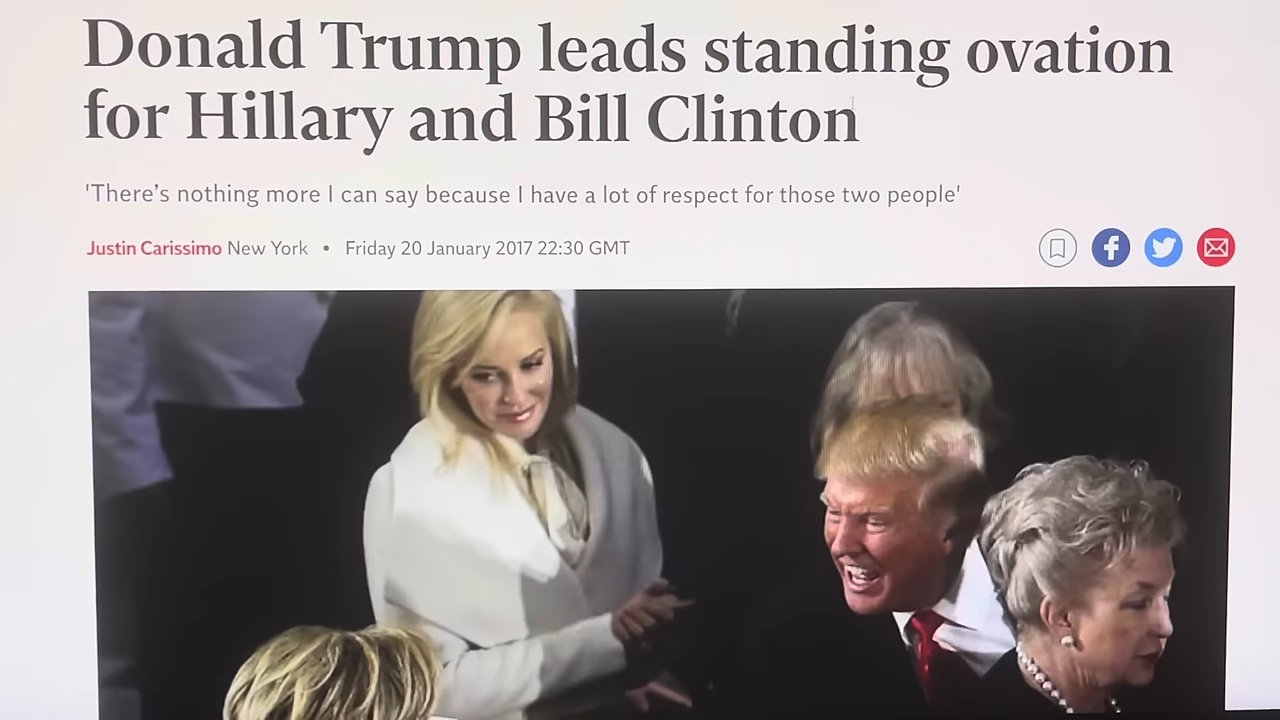 Donald Trump leads standing ovation
for Hillary and Bill Clinton
'There's nothing more I can say because I have a lot of respect for those two people'
Justin Carissimo New York • Friday 20 January 2017 22:30 GMT